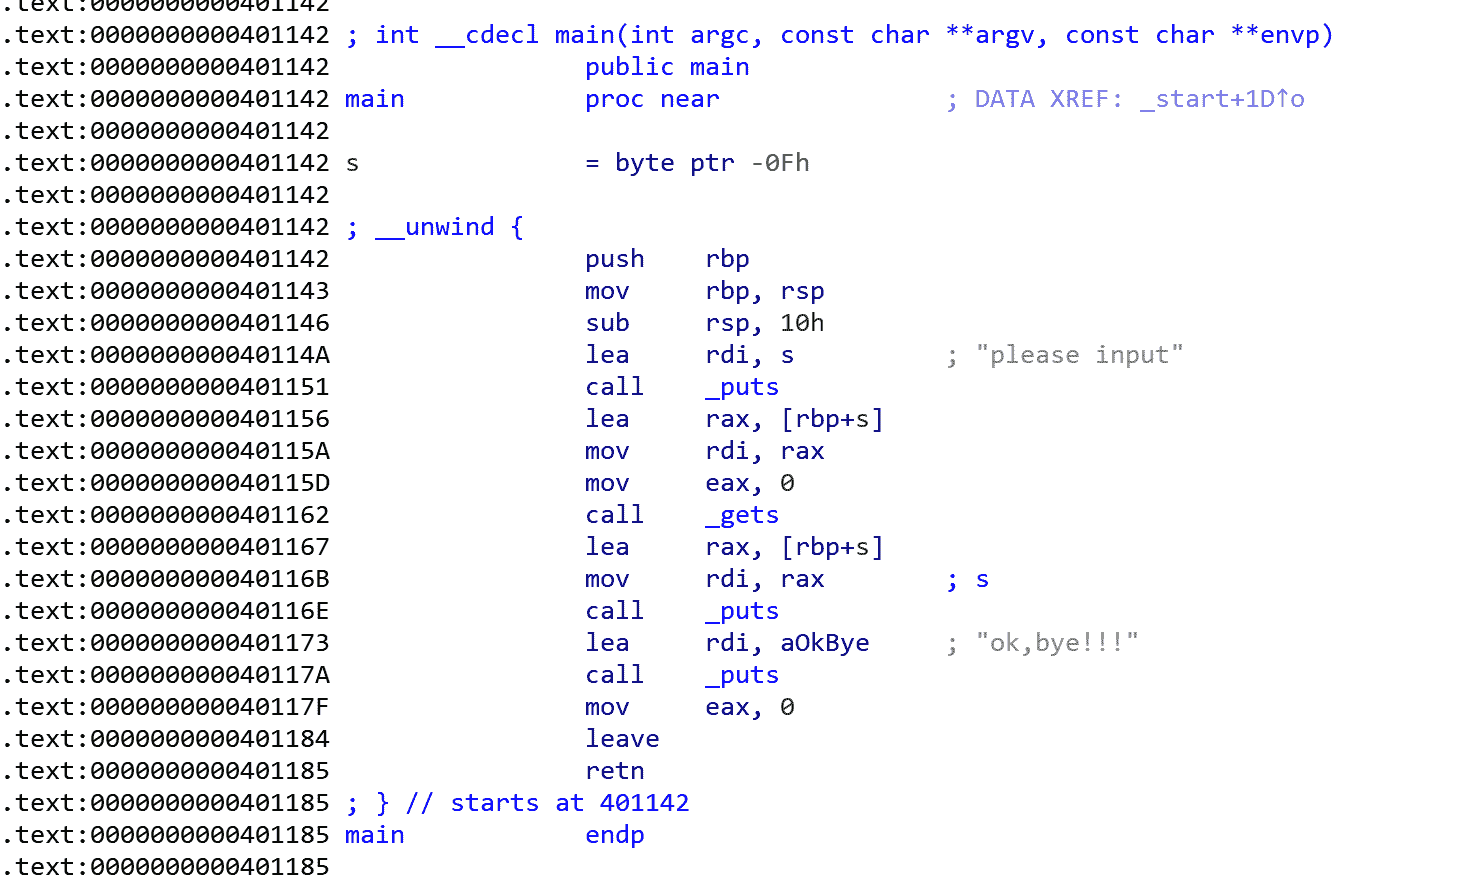 .text:0000000000401142
.text:0000000000401142 ; int __cdecl main(int argc, const char **argv, const char **envp)
.text:0000000000401142 public main
.text:0000000000401142 main proc near ; DATA XREF: _start+1D↑o
.text:0000000000401142
.text:0000000000401142 s = byte ptr -0Fh
.text:0000000000401142
.text:0000000000401142 ; __unwind {
.text:0000000000401142 push rbp
.text:0000000000401143 mov rbp, rsp
.text:0000000000401146 sub rsp, 10h
.text:000000000040114A lea rdi, s ; "please input"
.text:0000000000401151 call _puts
.text:0000000000401156 lea rax, [rbp+s]
.text:000000000040115A mov rdi, rax
.text:000000000040115D mov eax, 0
.text:0000000000401162 call _gets
.text:0000000000401167 lea rax, [rbp+s]
.text:000000000040116B mov rdi, rax ; s
.text:000000000040116E call _puts
.text:0000000000401173 lea rdi, aOkBye ; "ok,bye!!!"
.text:000000000040117A call _puts
.text:000000000040117F mov eax, 0
.text:0000000000401184 leave
.text:0000000000401185 retn
.text:0000000000401185 ; } // starts at 401142
.text:0000000000401185 main endp
.text:0000000000401185